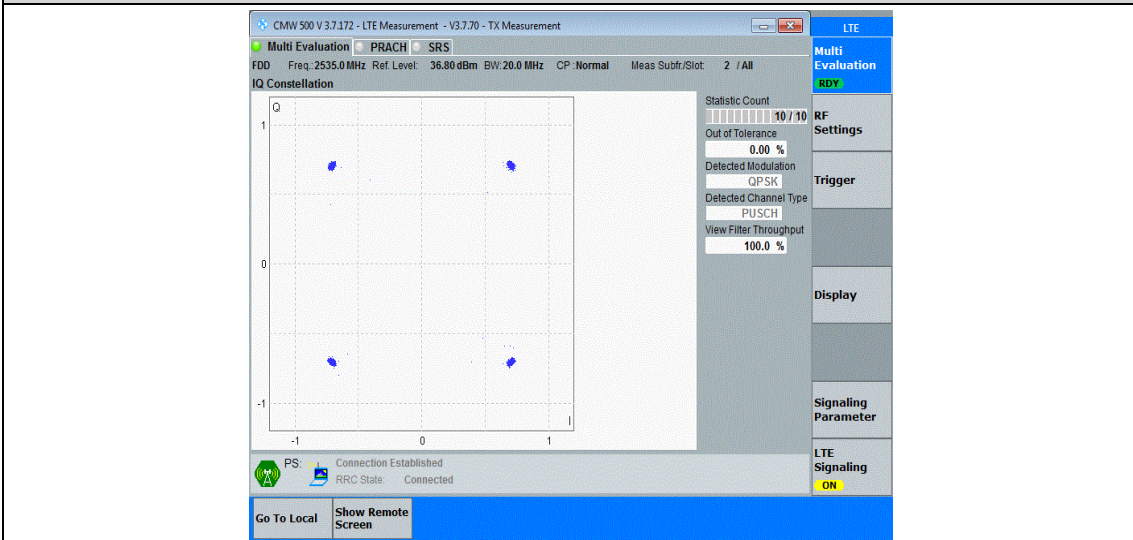 CMW 500 V 3.7.172 - LTE Measurement - V3.7.70 - TX Measurement
LTE
Multi Evaluation PRACH SRS
Multi
Evaluation
RDY
FDD Freq.:2535.0 MHz Ref. Level: 36.80 dBm BW:20.0 MHz CP :Normal Meas Subfr./Slot: 2 / All
IQ Constellation
Q
1
0
-1
I
-1 0 1
Statistic Count
10 / 10
Out of Tolerance
0.00 %
Detected Modulation
QPSK
Detected Channel Type
PUSCH
View Filter Throughput
100.0 %
RF
Settings
Trigger
Display
Signaling
Parameter
LTE
Signaling
ON
PS: Connection Established
RRC State: Connected
Go To Local
Show Remote
Screen